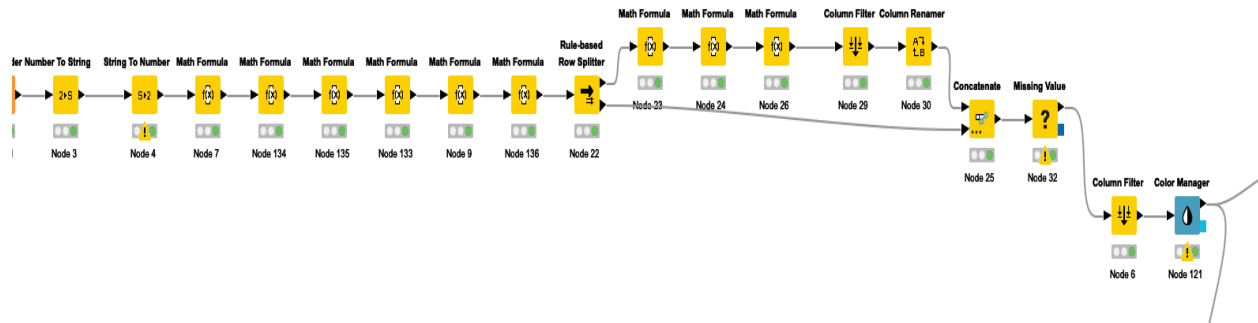 Math Formula Math Formula Math Formula Column Filter Column Renamer
Rule-based
der Number To String String To Number Math Formula Math Formula Math Formula Math Formula Math Formula Math Formula Row Splitter
f(x) f(x) f(x) A B
2 S S 2 f(x) f(x) f(x) f(x) f(x) f(x)
Node 23 Node 24 Node 26 Node 29 Node 30
Concatenate Missing Value
?
Node 3 Node 4 Node 7 Node 134 Node 135 Node 133 Node 9 Node 136 Node 22
Node 25 Node 32
Column Filter Color Manager
Node 6 Node 121